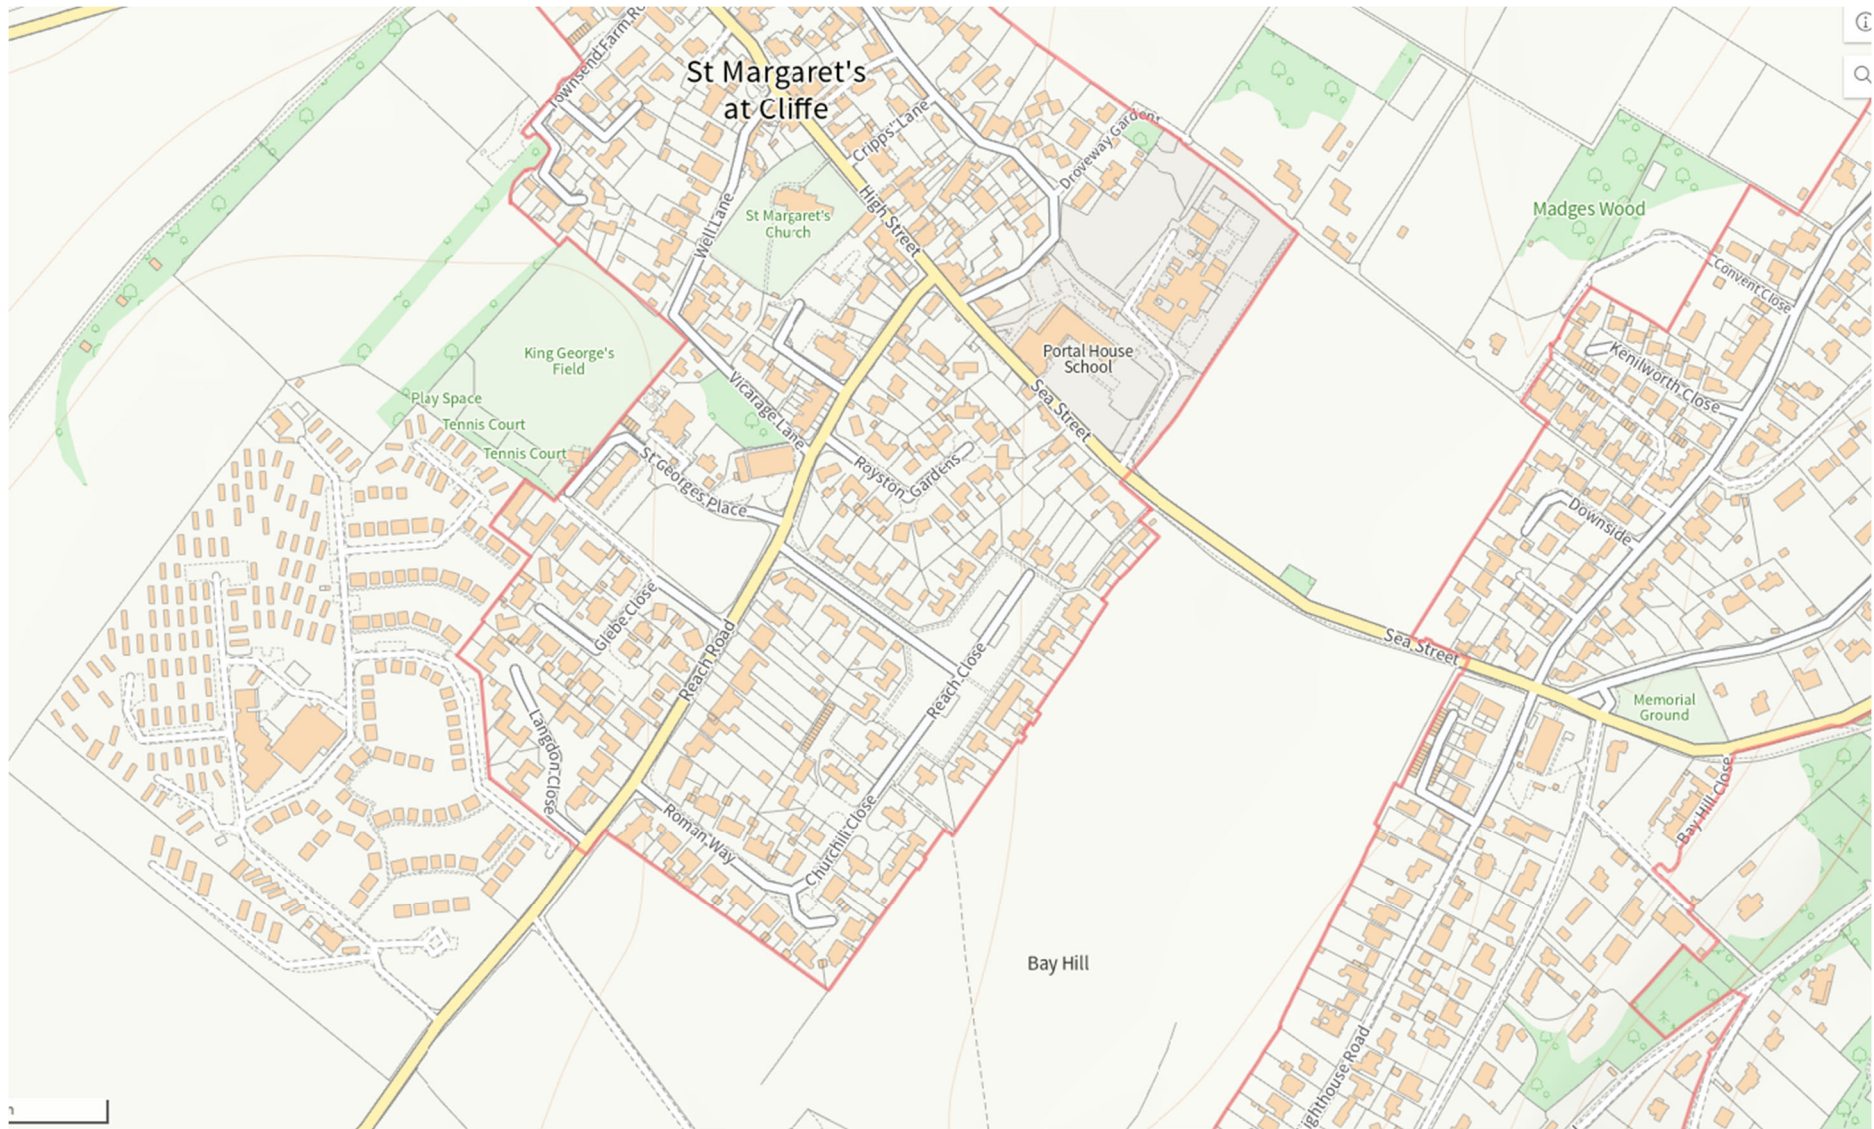 St Margaret's
at Cliffe
Townsend Farm Ro
Cripps' Lane
Droveway Gardens
Well Lane
St Margaret's
Church
High Street
Madges Wood
Convent Close
King George's
Field
Portal House
School
Kenilworth Close
Play Space
Tennis Court
Tennis Court
Vicarage Lane
Sea Street
St Georges Place
Royston Gardens
Downside
Glebe Close
Reach Road
Reach Close
Sea Street
Memorial
Ground
Langdon Close
Roman Way
Churchill Close
Bay Hill Close
Bay Hill
ighthouse Road